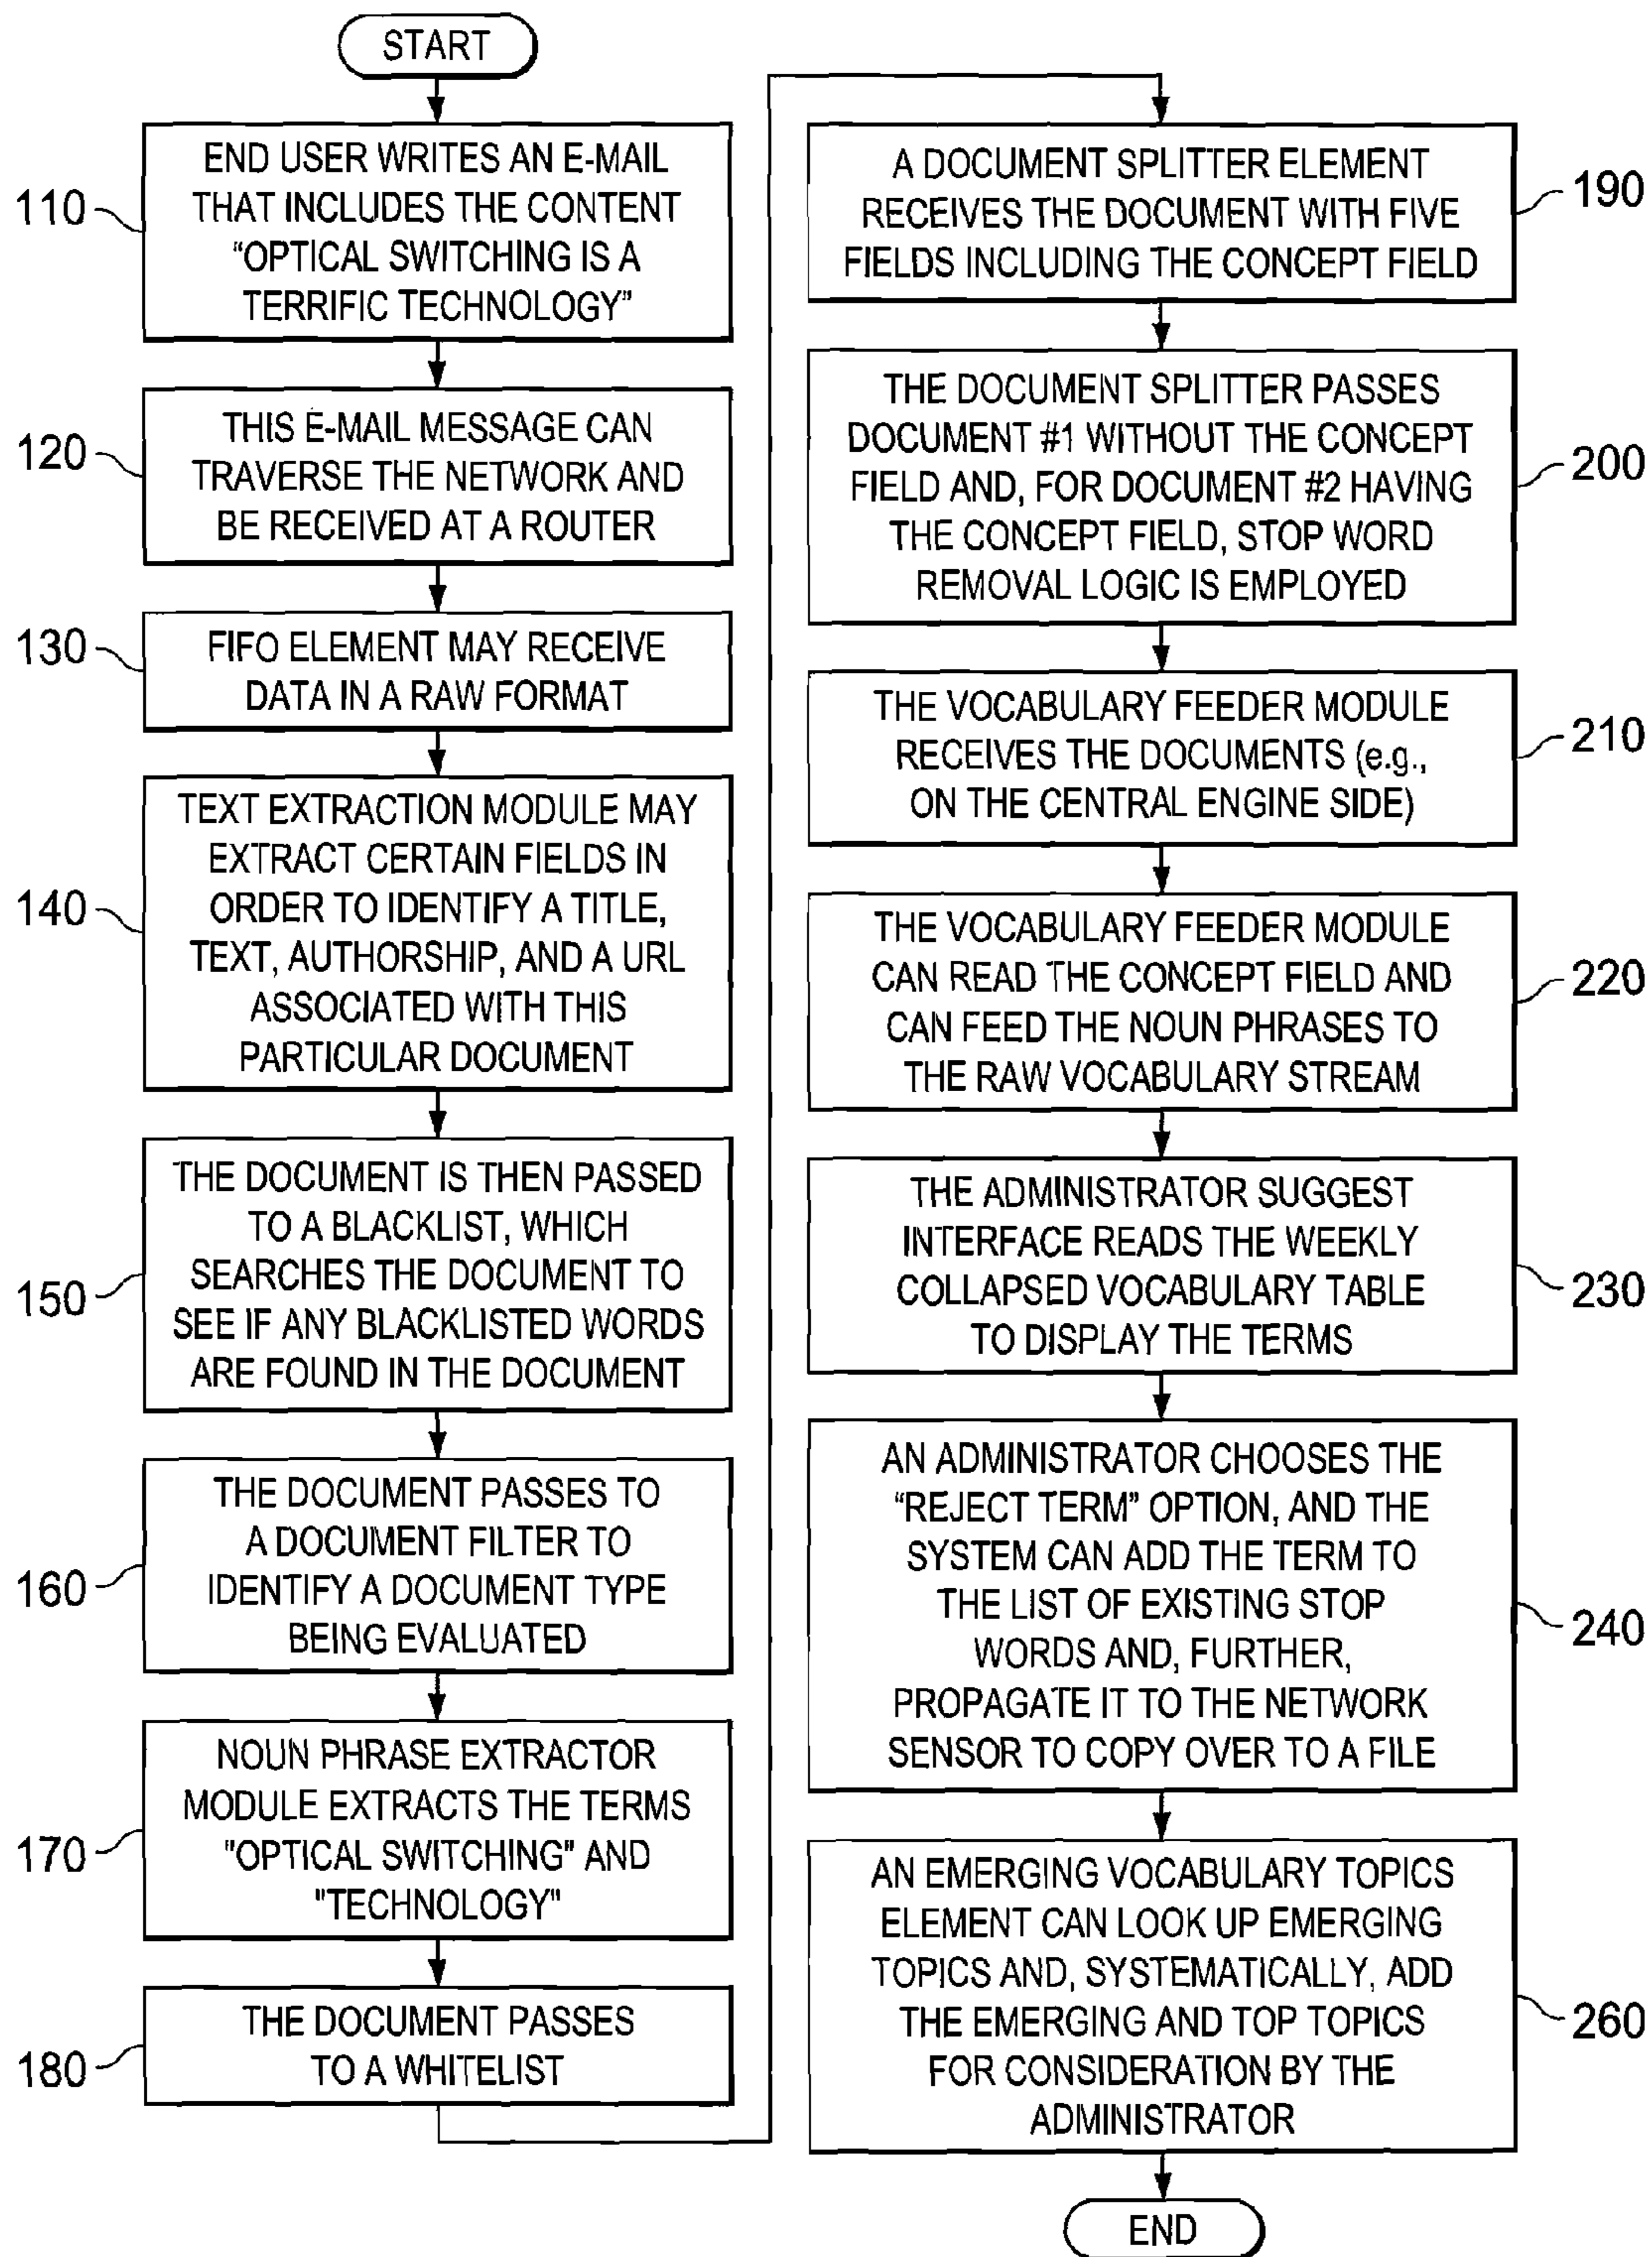 START
110
END USER WRITES AN E-MAIL
THAT INCLUDES THE CONTENT
“OPTICAL SWITCHING IS A
TERRIFIC TECHNOLOGY”
120
THIS E-MAIL MESSAGE CAN
TRAVERSE THE NETWORK AND
BE RECEIVED AT A ROUTER
130
FIFO ELEMENT MAY RECEIVE
DATA IN A RAW FORMAT
140
TEXT EXTRACTION MODULE MAY
EXTRACT CERTAIN FIELDS IN
ORDER TO IDENTIFY A TITLE,
TEXT, AUTHORSHIP, AND A URL
ASSOCIATED WITH THIS
PARTICULAR DOCUMENT
150
THE DOCUMENT IS THEN PASSED
TO A BLACKLIST, WHICH
SEARCHES THE DOCUMENT TO
SEE IF ANY BLACKLISTED WORDS
ARE FOUND IN THE DOCUMENT
160
THE DOCUMENT PASSES TO
A DOCUMENT FILTER TO
IDENTIFY A DOCUMENT TYPE
BEING EVALUATED
170
NOUN PHRASE EXTRACTOR
MODULE EXTRACTS THE TERMS
"OPTICAL SWITCHING" AND
"TECHNOLOGY"
180
THE DOCUMENT PASSES
TO A WHITELIST
A DOCUMENT SPLITTER ELEMENT
RECEIVES THE DOCUMENT WITH FIVE
FIELDS INCLUDING THE CONCEPT FIELD
190
THE DOCUMENT SPLITTER PASSES
DOCUMENT #1 WITHOUT THE CONCEPT
FIELD AND, FOR DOCUMENT #2 HAVING
THE CONCEPT FIELD, STOP WORD
REMOVAL LOGIC IS EMPLOYED
200
THE VOCABULARY FEEDER MODULE
RECEIVES THE DOCUMENTS (e.g.,
ON THE CENTRAL ENGINE SIDE)
210
THE VOCABULARY FEEDER MODULE
CAN READ THE CONCEPT FIELD AND
CAN FEED THE NOUN PHRASES TO
THE RAW VOCABULARY STREAM
220
THE ADMINISTRATOR SUGGEST
INTERFACE READS THE WEEKLY
COLLAPSED VOCABULARY TABLE
TO DISPLAY THE TERMS
230
AN ADMINISTRATOR CHOOSES THE
“REJECT TERM” OPTION, AND THE
SYSTEM CAN ADD THE TERM TO
THE LIST OF EXISTING STOP
WORDS AND, FURTHER,
PROPAGATE IT TO THE NETWORK
SENSOR TO COPY OVER TO A FILE
240
AN EMERGING VOCABULARY TOPICS
ELEMENT CAN LOOK UP EMERGING
TOPICS AND, SYSTEMATICALLY, ADD
THE EMERGING AND TOP TOPICS
FOR CONSIDERATION BY THE
ADMINISTRATOR
260
END